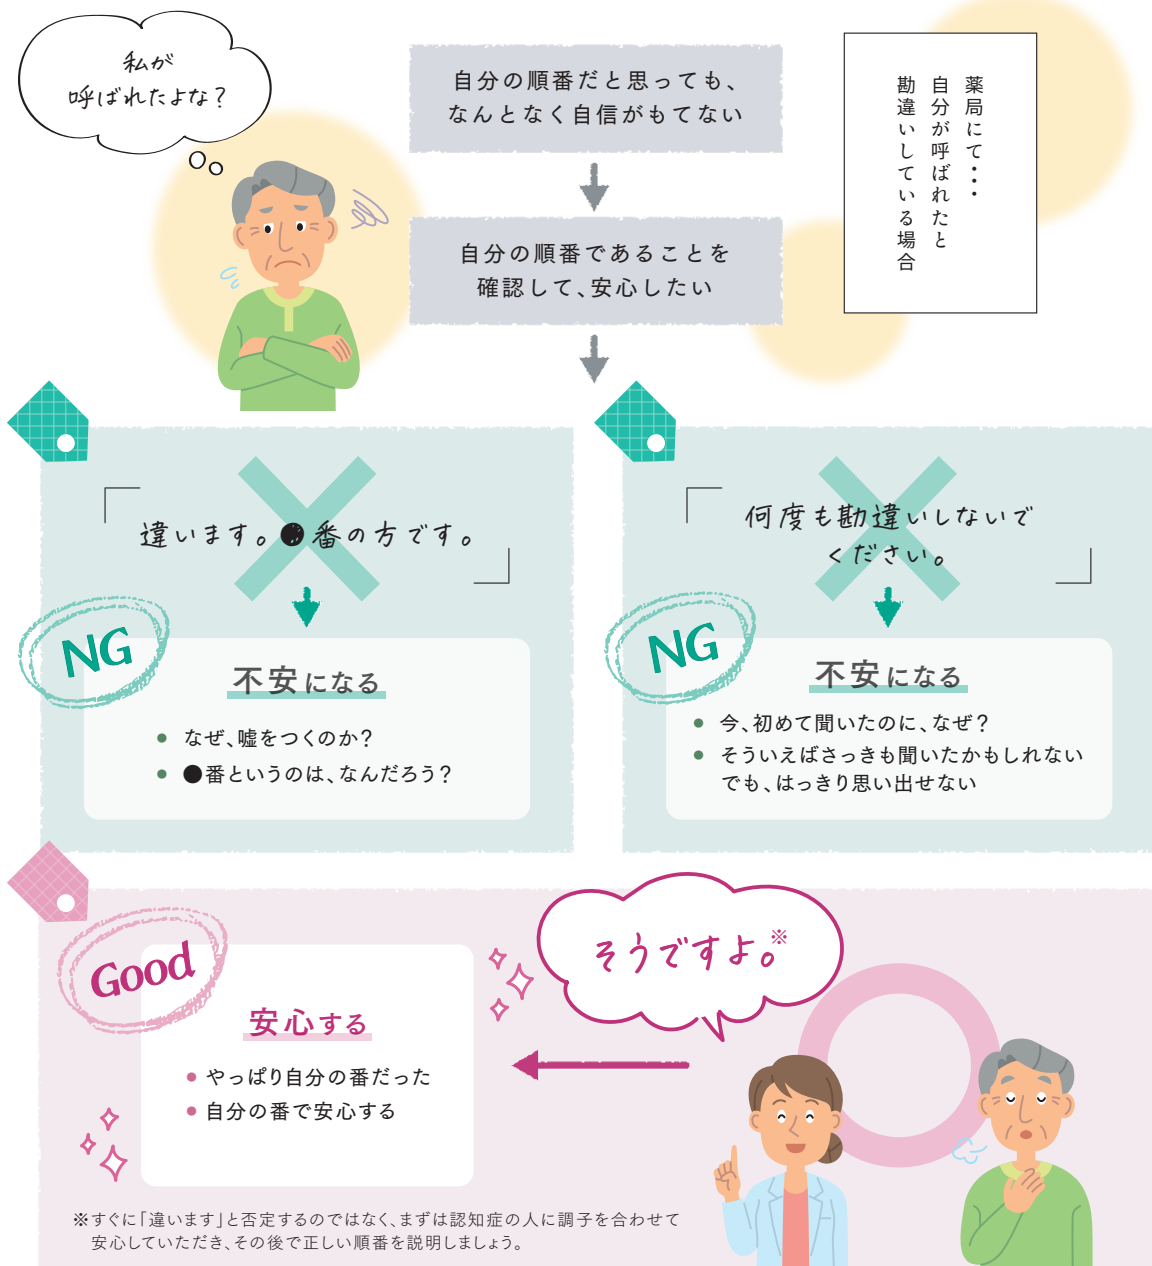 薬局にて・・・
自分が呼ばれたと
勘違いしている場合
私が
呼ばれたよな？
自分の順番だと思っても、
なんとなく自信がもてない
自分の順番であることを
確認して、安心したい
「違います。●番の方です。」
NG
不安になる
● なぜ、嘘をつくのか？
● ●番というのは、なんだろう？
「何度も勘違いしないで
ください。」
NG
不安になる
● 今、初めて聞いたのに、なぜ？
● そういえばさっきも聞いたかもしれない
でも、はっきり思い出せない
そうですよ。※
Good
安心する
● やっぱり自分の番だった
● 自分の番で安心する
※すぐに「違います」と否定するのではなく、まずは認知症の人に調子を合わせて
安心していただき、その後で正しい順番を説明しましょう。